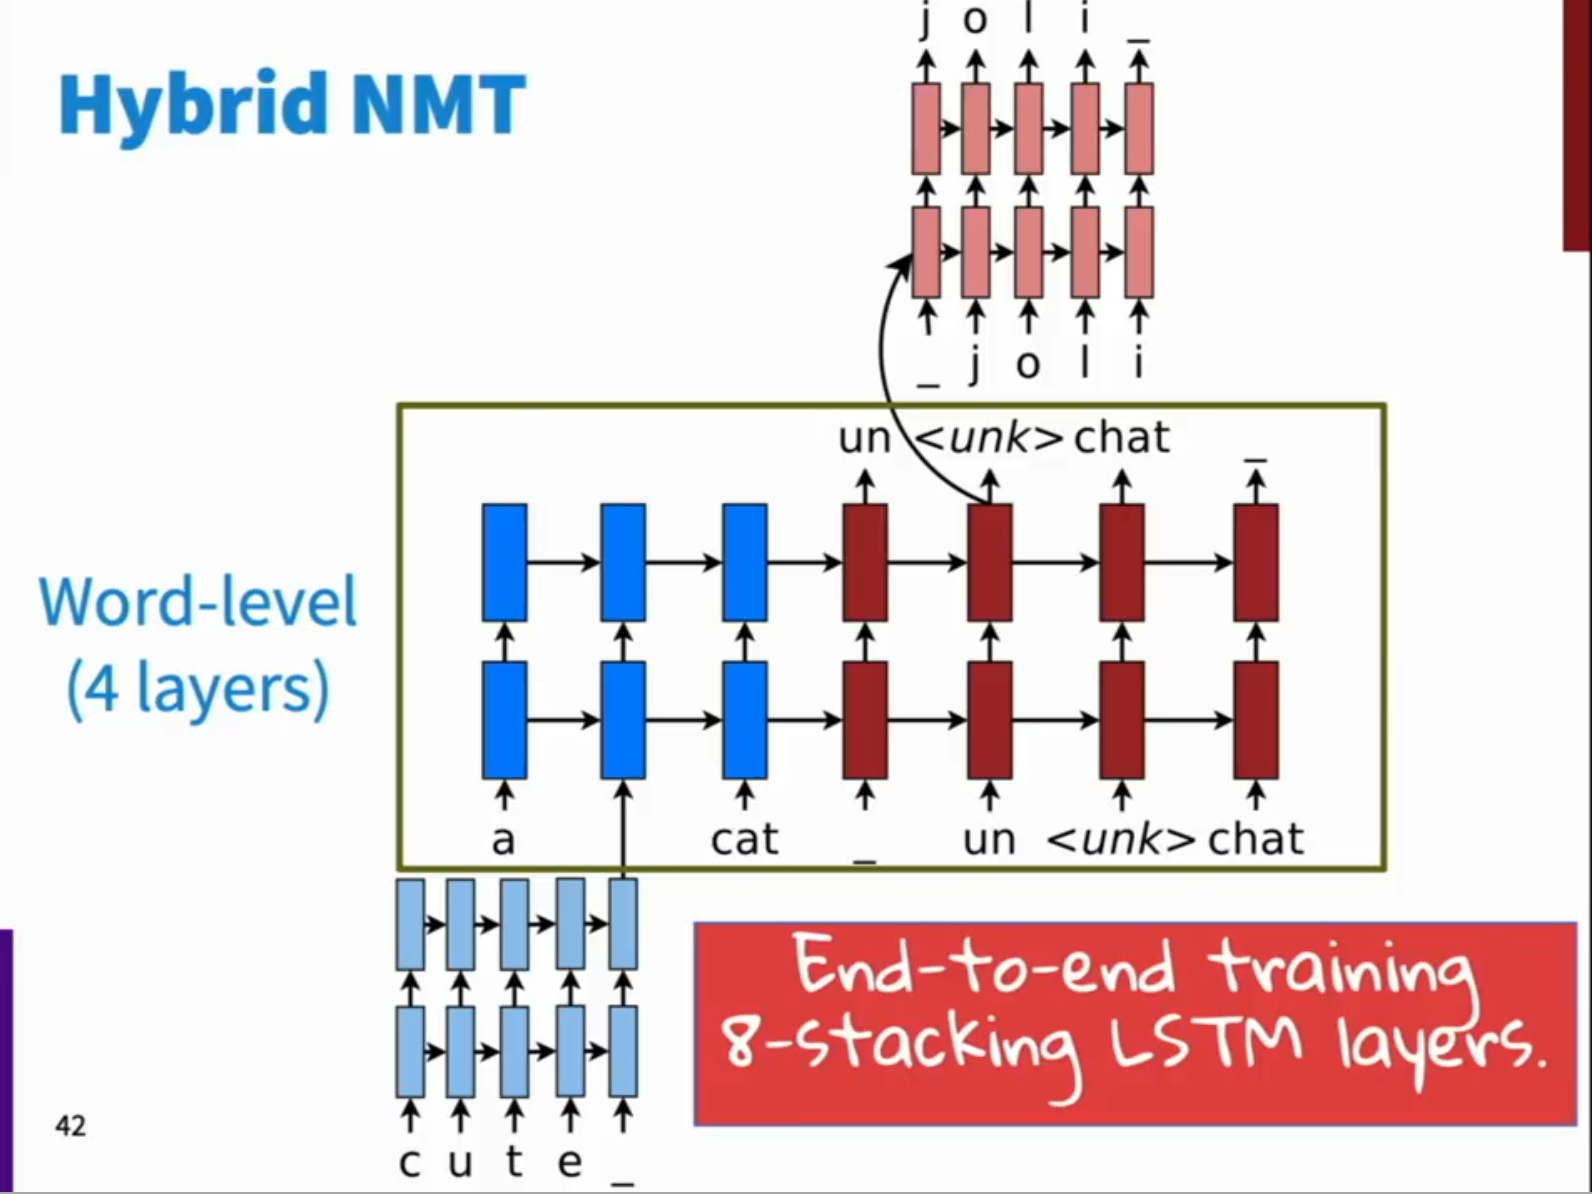 j o l i _
Hybrid NMT
_ j o l i
un <unk> chat _
Word-level
(4 layers)
a cat _ un <unk> chat
End-to-end training
8-stacking LSTM layers.
42
c u t e _